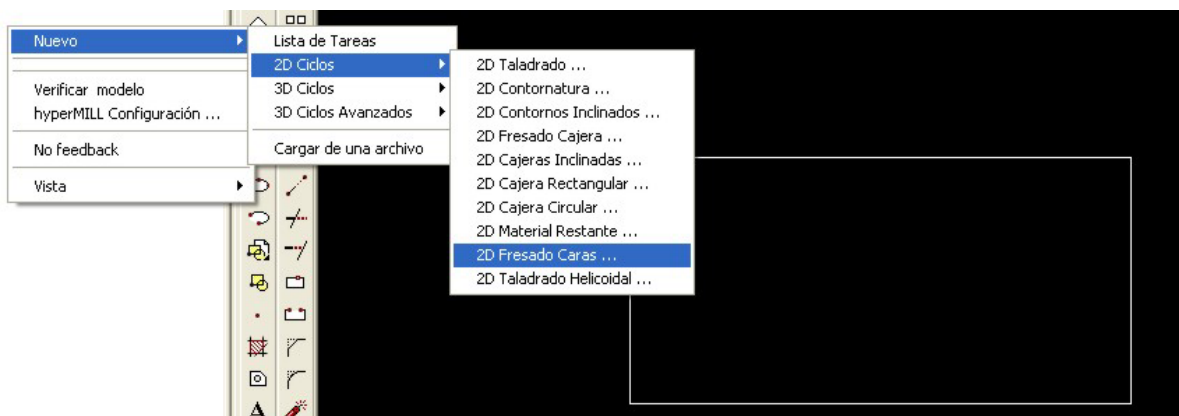 Nuevo
Verificar modelo
hyperMILL Configuración ...
No feedback
Vista
Lista de Tareas
2D Ciclos
3D Ciclos
3D Ciclos Avanzados
Cargar de una archivo
2D Taladrado ...
2D Contornatura ...
2D Contornos Inclinados ...
2D Fresado Cajera ...
2D Cajeras Inclinadas ...
2D Cajera Rectangular ...
2D Cajera Circular ...
2D Material Restante ...
2D Fresado Caras ...
2D Taladrado Helicoidal ...
A